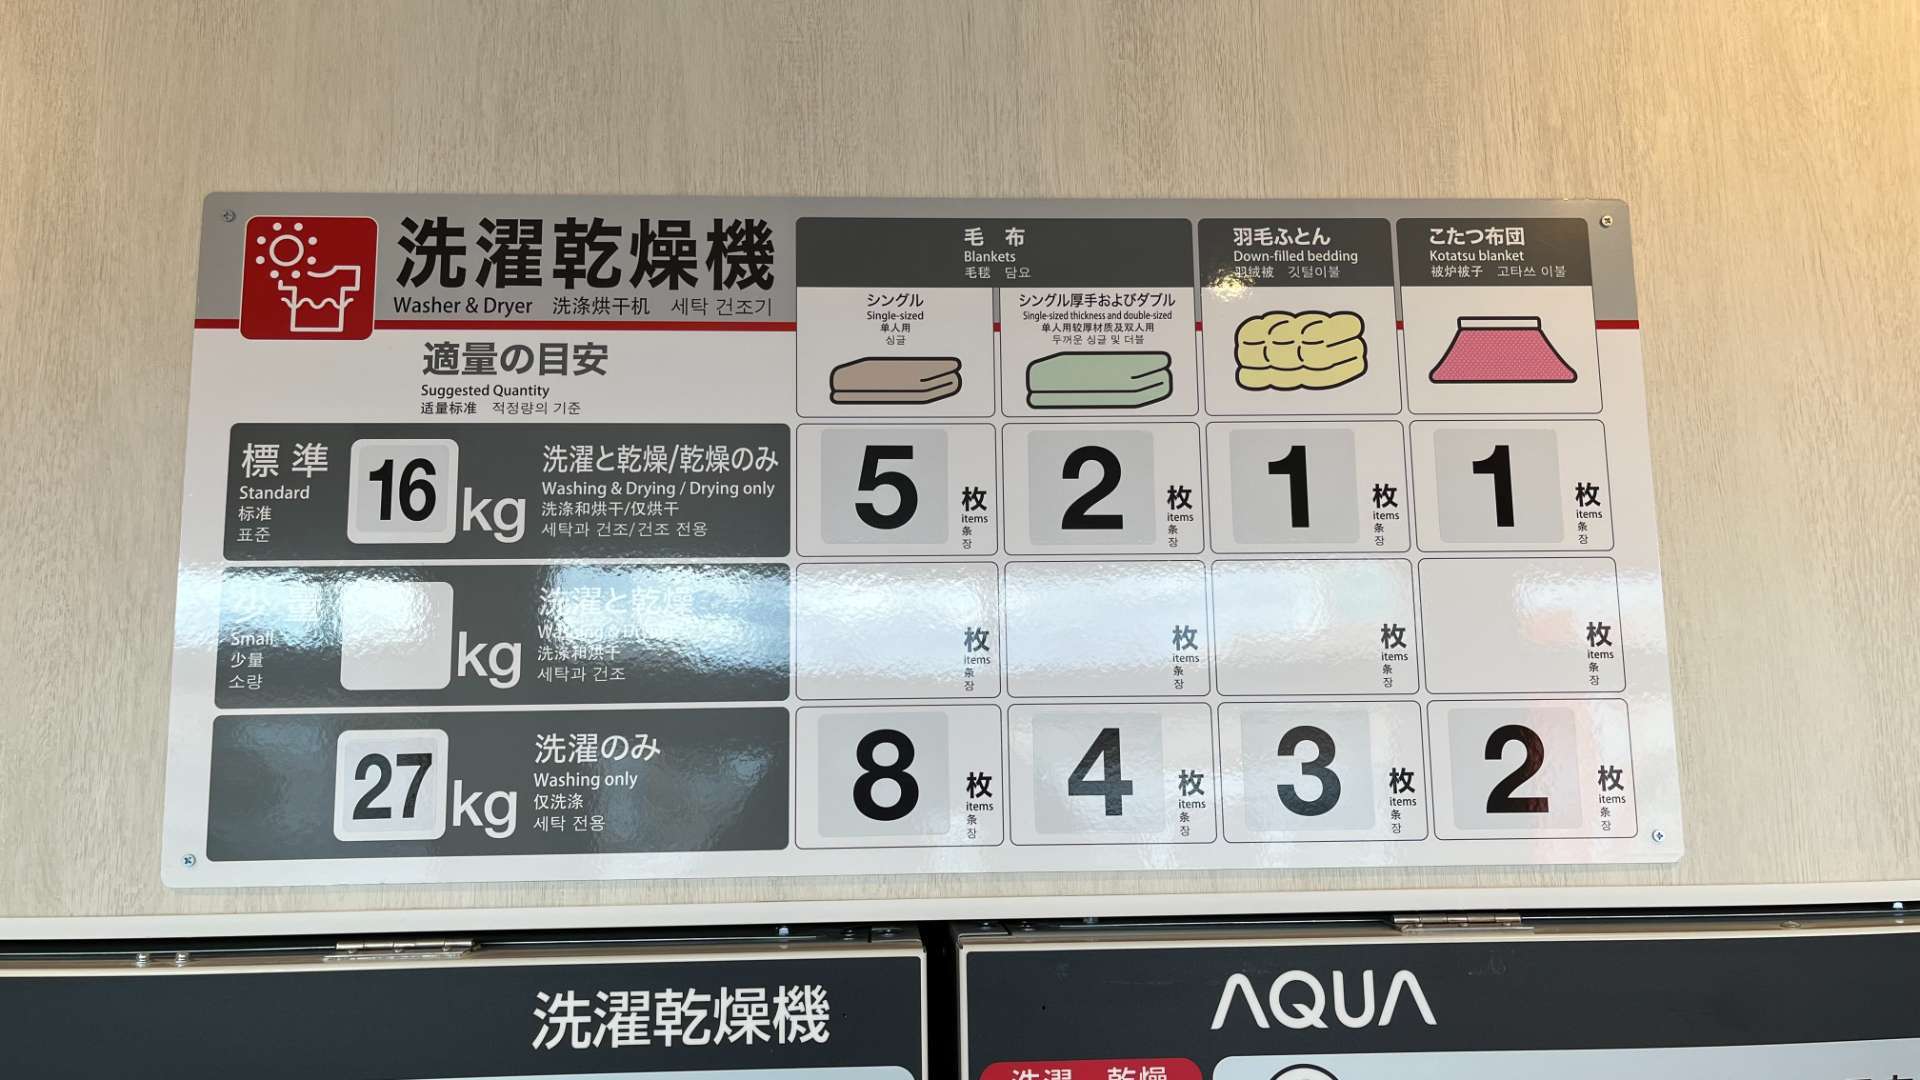 洗濯乾燥機
Washer & Dryer 洗涤烘干机 세탁 건조기
適量の目安
Suggested Quantity
适量标准 적정량의 기준
毛 布
Blankets
毛毯 담요
シングル
Single-sized
单人用
싱글
シングル厚手およびダブル
Single-sized thickness and double-sized
单人用较厚材质及双人用
두꺼운 싱글 및 더블
羽毛ふとん
Down-filled bedding
羽绒被 깃털이불
こたつ布団
Kotatsu blanket
被炉被子 고타쓰 이불
標準
Standard
标准
표준
16 kg
洗濯と乾燥/乾燥のみ
Washing & Drying / Drying only
洗涤和烘干/仅烘干
세탁과 건조/건조 전용
5 枚
items
条
장
2 枚
items
条
장
1 枚
items
条
장
1 枚
items
条
장
少量
Small
少量
소량
kg
洗濯と乾燥
Washing & Drying
洗涤和烘干
세탁과 건조
枚
items
条
장
枚
items
条
장
枚
items
条
장
枚
items
条
장
27 kg
洗濯のみ
Washing only
仅洗涤
세탁 전용
8 枚
items
条
장
4 枚
items
条
장
3 枚
items
条
장
2 枚
items
条
장
洗濯乾燥機
AQUA
洗濯 乾燥